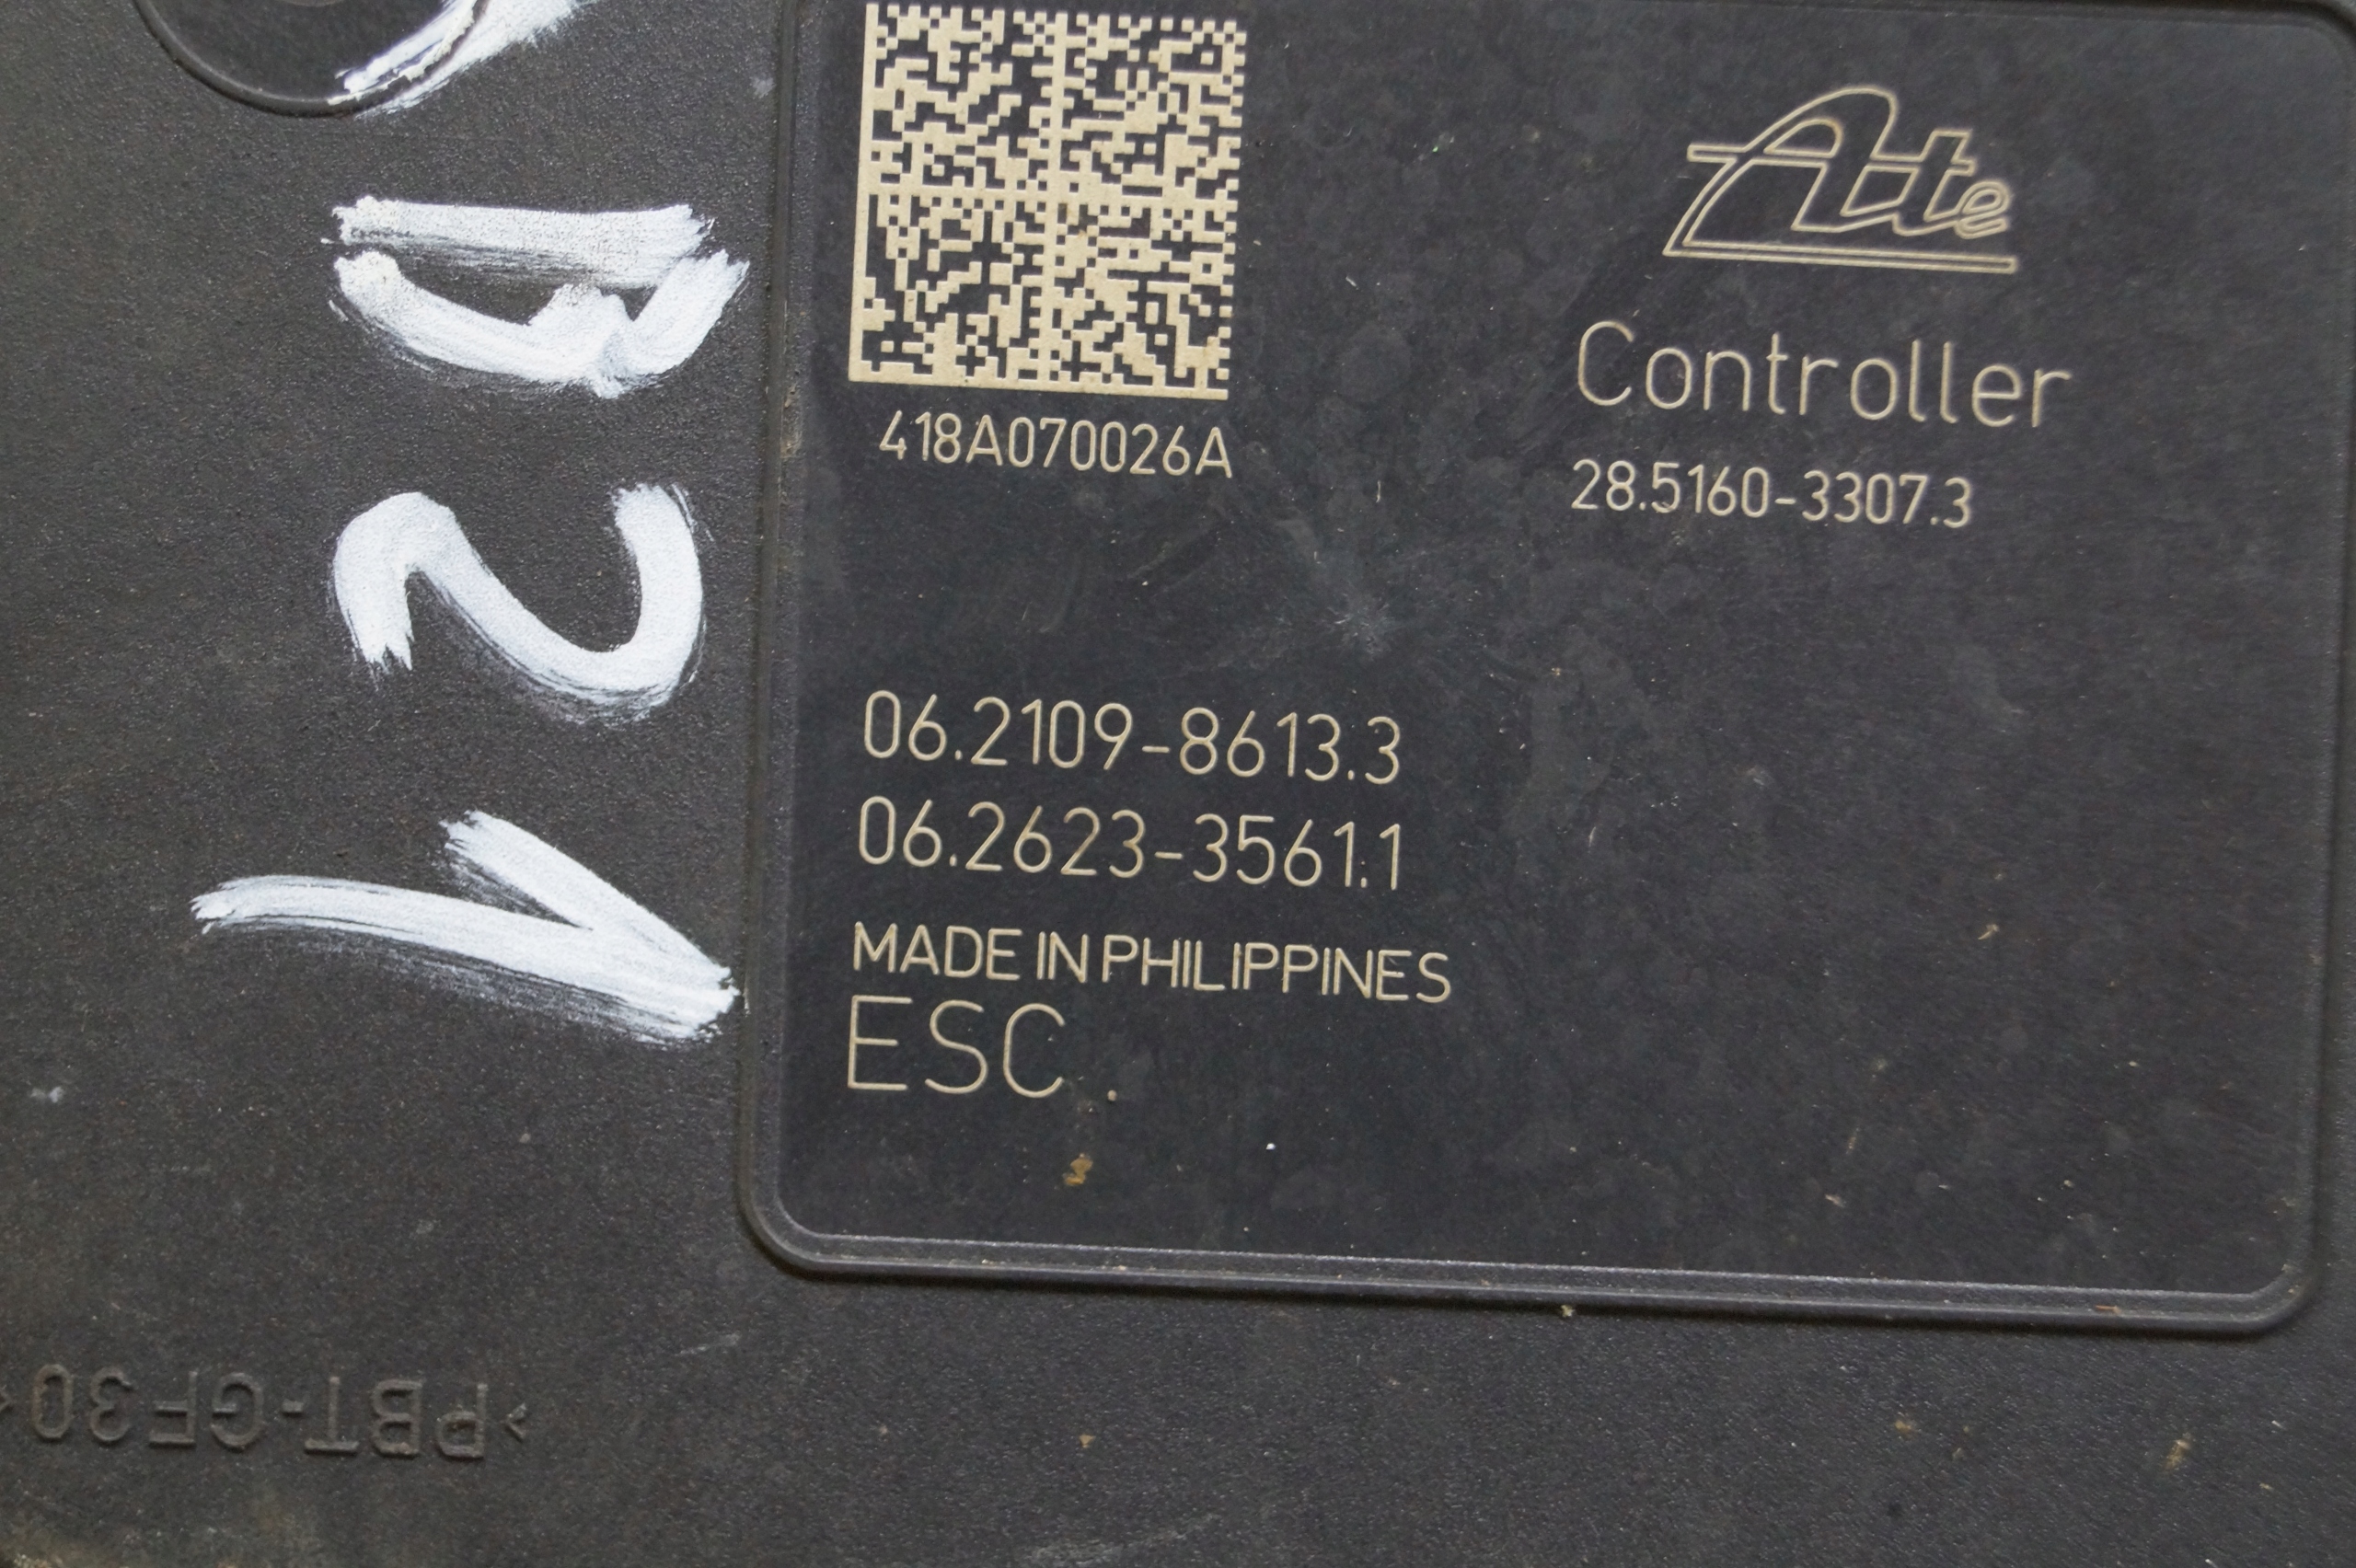 Ate
Controller
418A070026A
28.5160-3307.3
06.2109-8613.3
06.2623-3561.1
MADE IN PHILIPPINES
ESC .
>PBT-GF30<